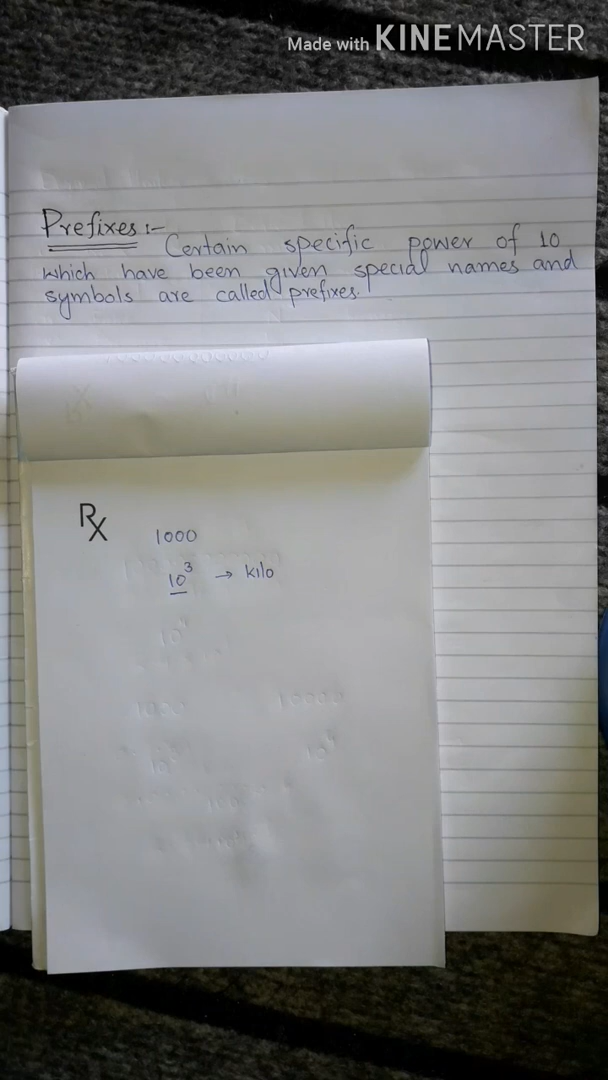 Made with KINEMASTER
Prefixes :-
Certain specific power of 10
which have been given special names and
symbols are called prefixes.
Rx
1000
10³ → kilo